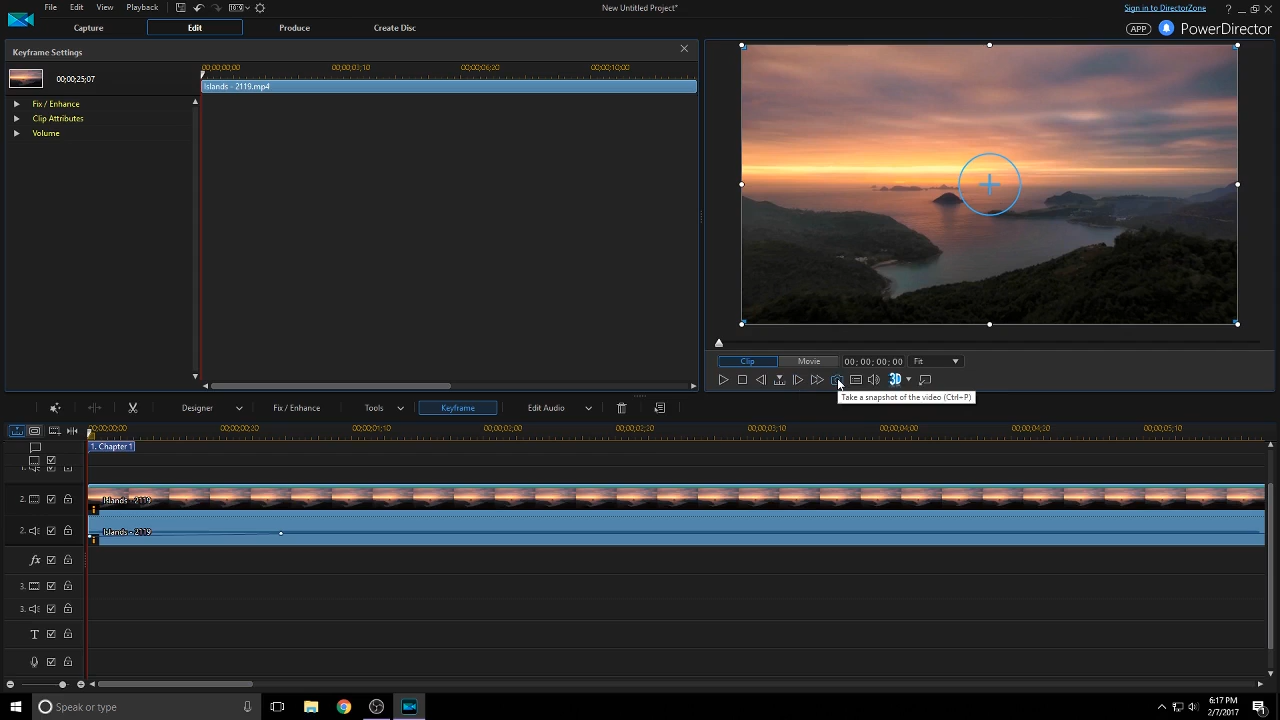 File Edit View Playback
New Untitled Project*
Sign in to DirectorZone
?
Capture Edit Produce Create Disc
APP PowerDirector
Keyframe Settings
00;00;25;07
00;00;00;00 00;00;03;10 00;00;06;20 00;00;10;00
Islands - 2119.mp4
Fix / Enhance
Clip Attributes
Volume
Clip Movie 00; 00; 00; 00 Fit
3D
Take a snapshot of the video (Ctrl+P)
Designer Fix / Enhance Tools Keyframe Edit Audio
00;00;00;00 00;00;00;20 00;00;01;10 00;00;02;00 00;00;02;20 00;00;03;10 00;00;04;00 00;00;04;20 00;00;05;10
1. Chapter 1
2. Islands - 2119
2. Islands - 2119
fx
3.
3.
T
Speak or type
6:17 PM
2/7/2017